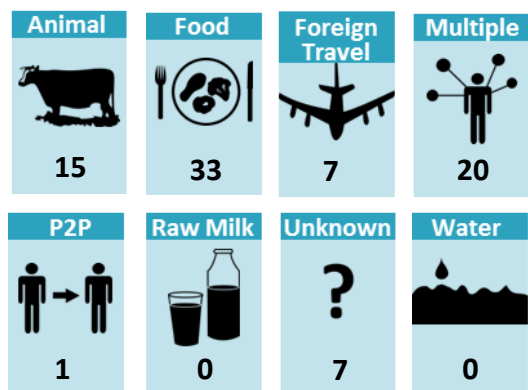 Animal
Food
Foreign
Travel
Multiple
15
33
7
20
P2P
Raw Milk
Unknown
Water
?
1
0
7
0